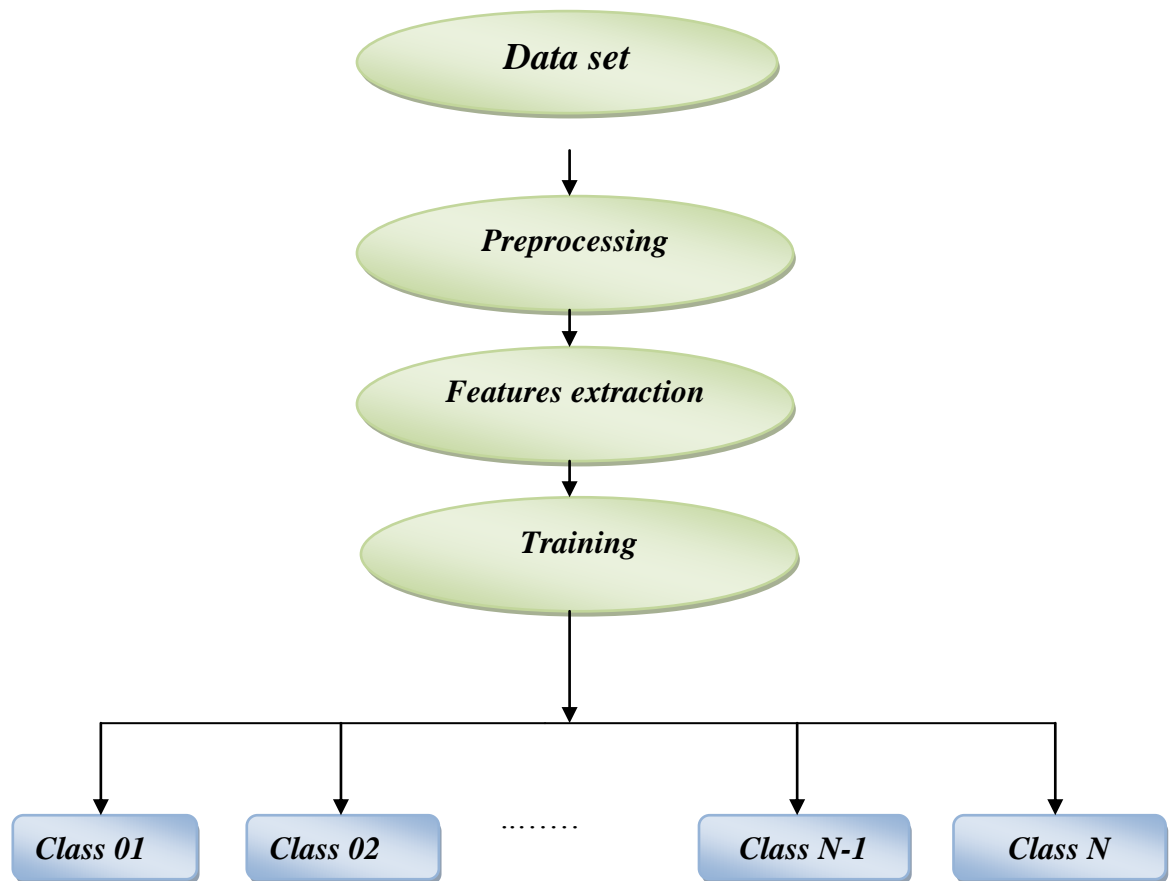 Data set
Preprocessing
Features extraction
Training
Class 01 Class 02 ........ Class N-1 Class N